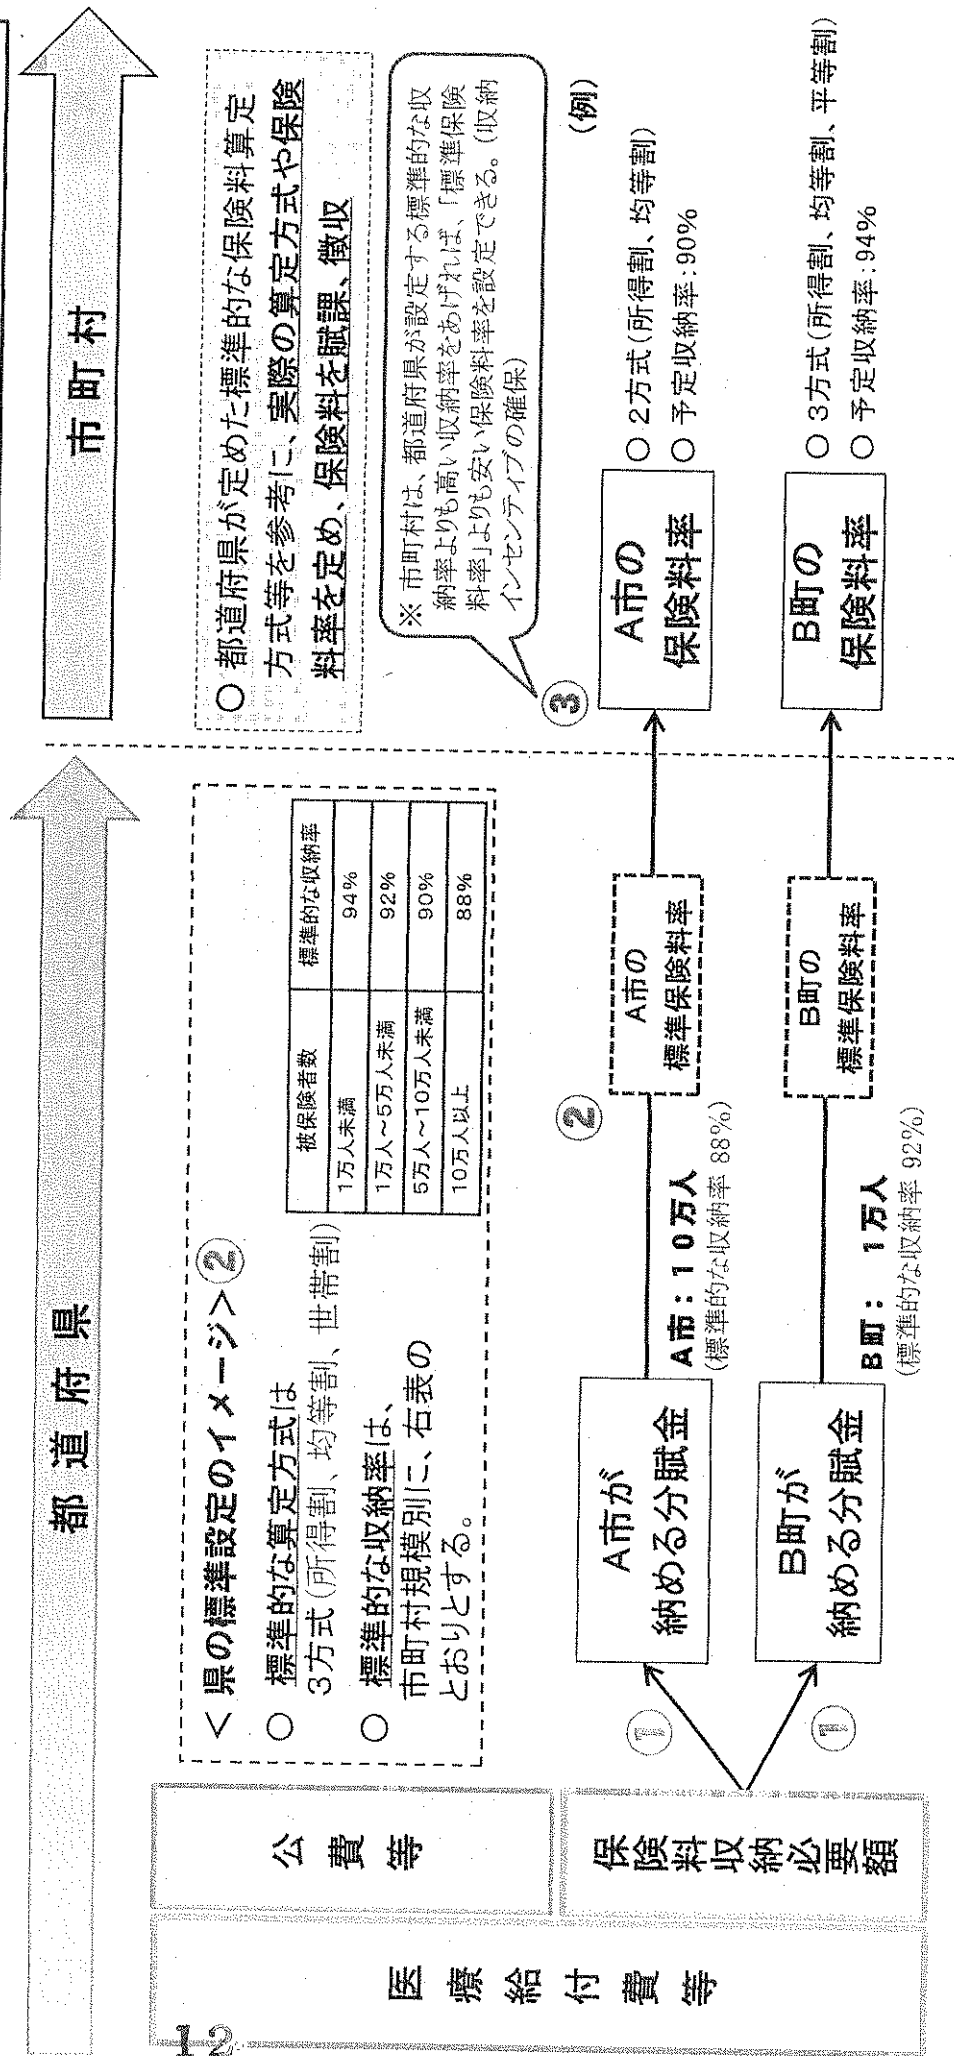 都道府県
市町村
<県の標準設定のイメージ>②
○ 標準的な算定方式は
3方式(所得割、均等割、世帯割)
○ 標準的な収納率は、
市町村規模別に、右表の
とおりとする。
被保険者数 標準的な収納率
1万人未満 94%
1万人～5万人未満 92%
5万人～10万人未満 90%
10万人以上 88%
○ 都道府県が定めた標準的な保険料算定
方式等を参考に、実際の算定方式や保険
料率を定め、保険料を賦課、徴収
※ 市町村は、都道府県が設定する標準的な収
納率よりも高い収納率をあげれば、「標準保険
料率」よりも安い保険料率を設定できる。(収納
インセンティブの確保)
医療給付費等
公費等
保険料収納必要額
①
①
A市が
納める分賦金
A市：10万人
(標準的な収納率 88%)
②
A市の
標準保険料率
③
A市の
保険料率
(例)
○ 2方式(所得割、均等割)
○ 予定収納率：90%
B町が
納める分賦金
B町： 1万人
(標準的な収納率 92%)
B町の
標準保険料率
B町の
保険料率
○ 3方式(所得割、均等割、平等割)
○ 予定収納率：94%
12